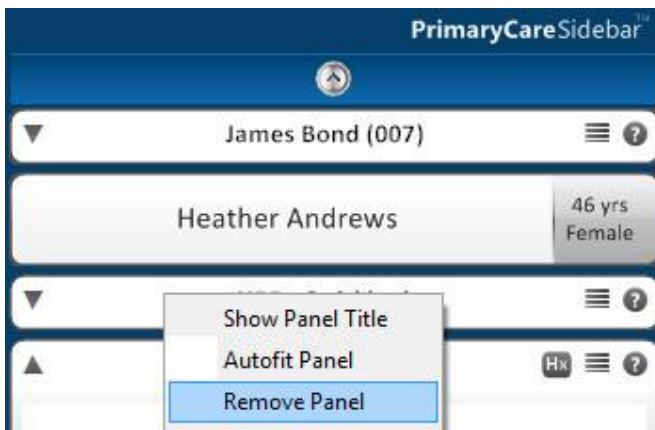 PrimaryCareSidebar™
James Bond (007)
Heather Andrews
46 yrs
Female
Show Panel Title
Autofit Panel
Hx
Remove Panel